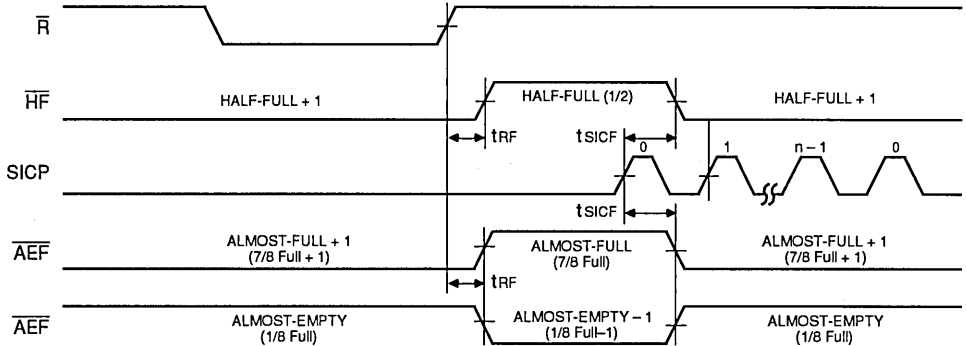 R
HF
HALF-FULL + 1
HALF-FULL (1/2)
HALF-FULL + 1
tRF
tSICF
SICP
0
1
n – 1
0
tSICF
AEF
ALMOST-FULL + 1
(7/8 Full + 1)
ALMOST-FULL
(7/8 Full)
ALMOST-FULL + 1
(7/8 Full + 1)
tRF
AEF
ALMOST-EMPTY
(1/8 Full)
ALMOST-EMPTY – 1
(1/8 Full–1)
ALMOST-EMPTY
(1/8 Full)